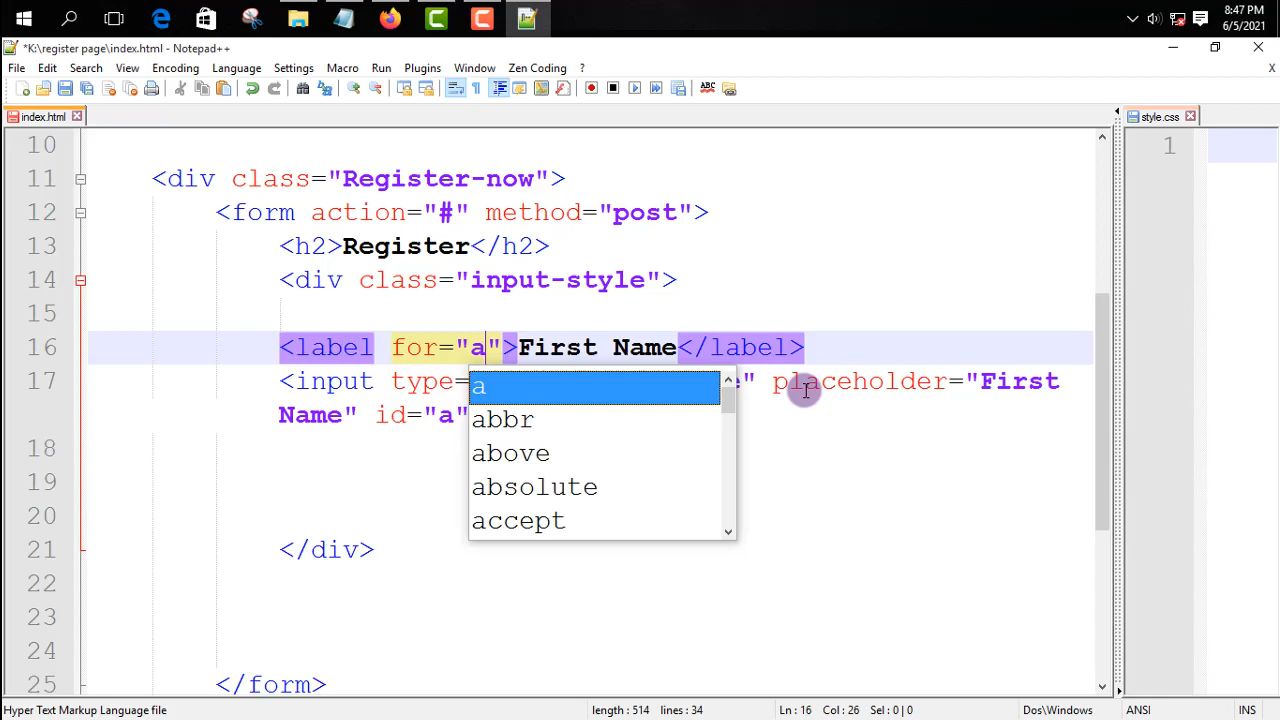 8:47 PM
6/5/2021
*K:\register page\index.html - Notepad++
File Edit Search View Encoding Language Settings Macro Run Plugins Window Zen Coding ? X
index.html
style.css
10
11 <div class="Register-now">
12 <form action="#" method="post">
13 <h2>Register</h2>
14 <div class="input-style">
15
16 <label for="a">First Name</label>
17 <input type= e" placeholder="First
Name" id="a"
18
19
20
21 </div>
22
23
24
25 </form>
a
abbr
above
absolute
accept
1
Hyper Text Markup Language file length : 514 lines : 34 Ln : 16 Col : 26 Sel : 0 | 0 Dos\Windows ANSI INS